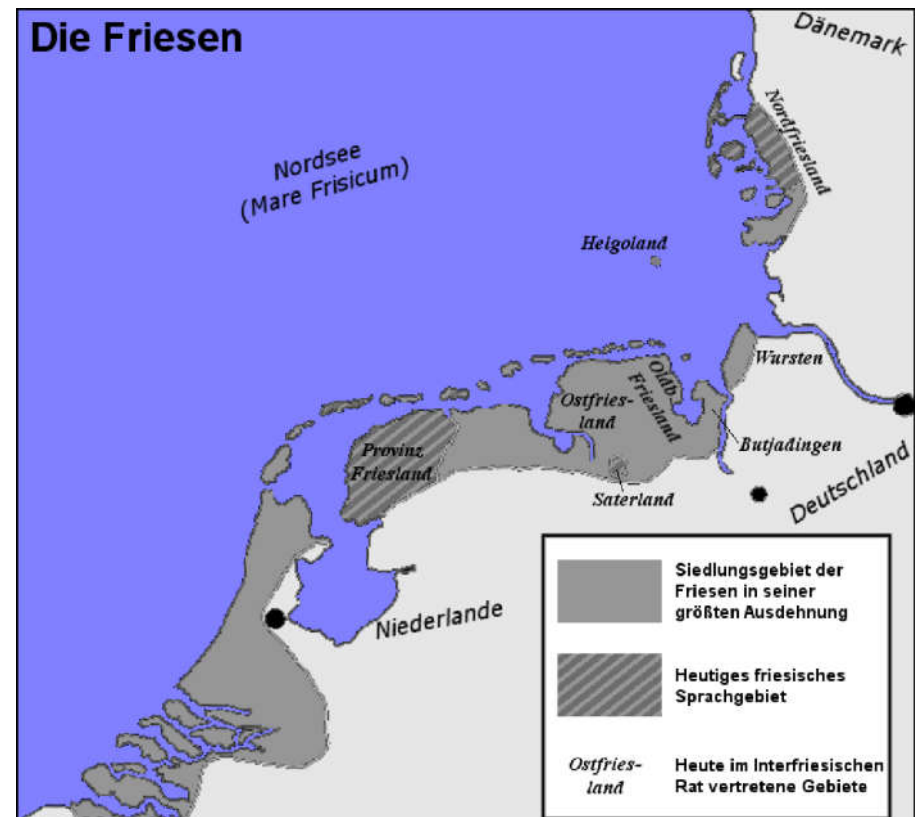 Die Friesen
Dänemark
Nordfriesland
Nordsee
(Mare Frisicum)
Helgoland
Wursten
Oldb
Friesland
Ostfries-
land
Butjadingen
Provinz
Friesland
Saterland
Deutschland
Niederlande
Siedlungsgebiet der
Friesen in seiner
größten Ausdehnung
Heutiges friesisches
Sprachgebiet
Ostfries-
land
Heute im Interfriesischen
Rat vertretene Gebiete